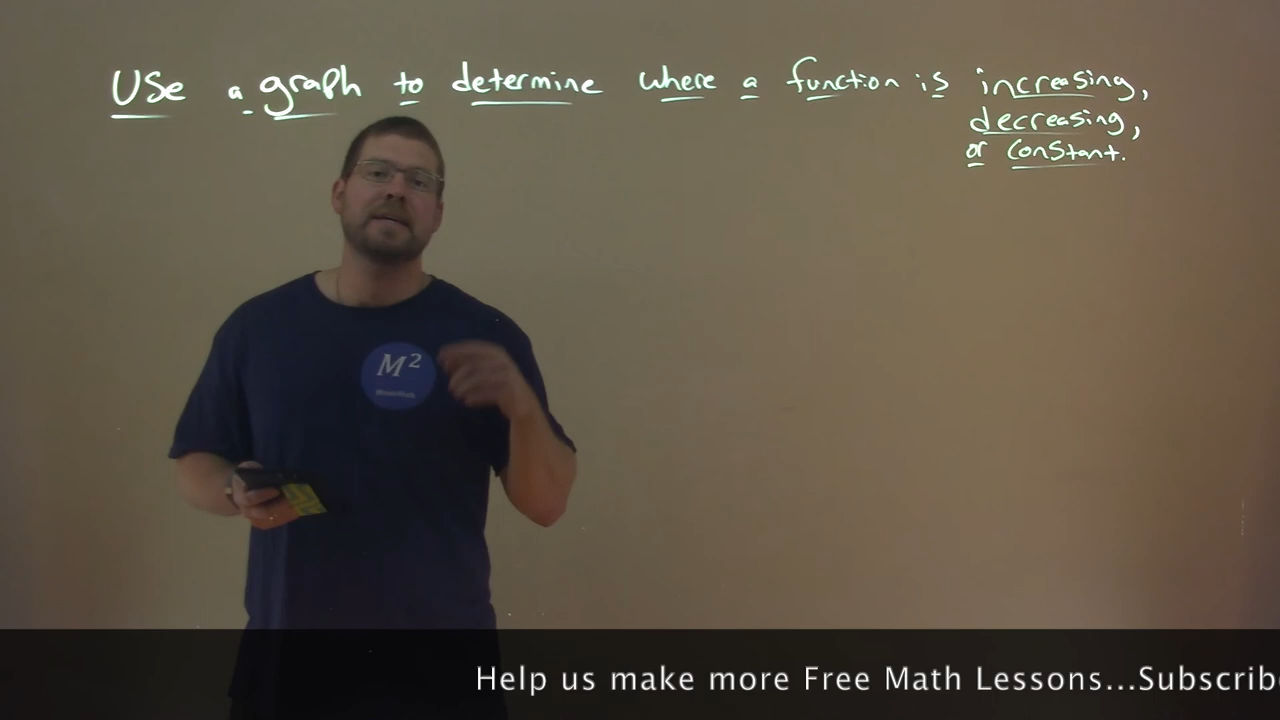 Use a graph to determine where a function is increasing,
decreasing,
or constant.
M²
Help us make more Free Math Lessons...Subscribe